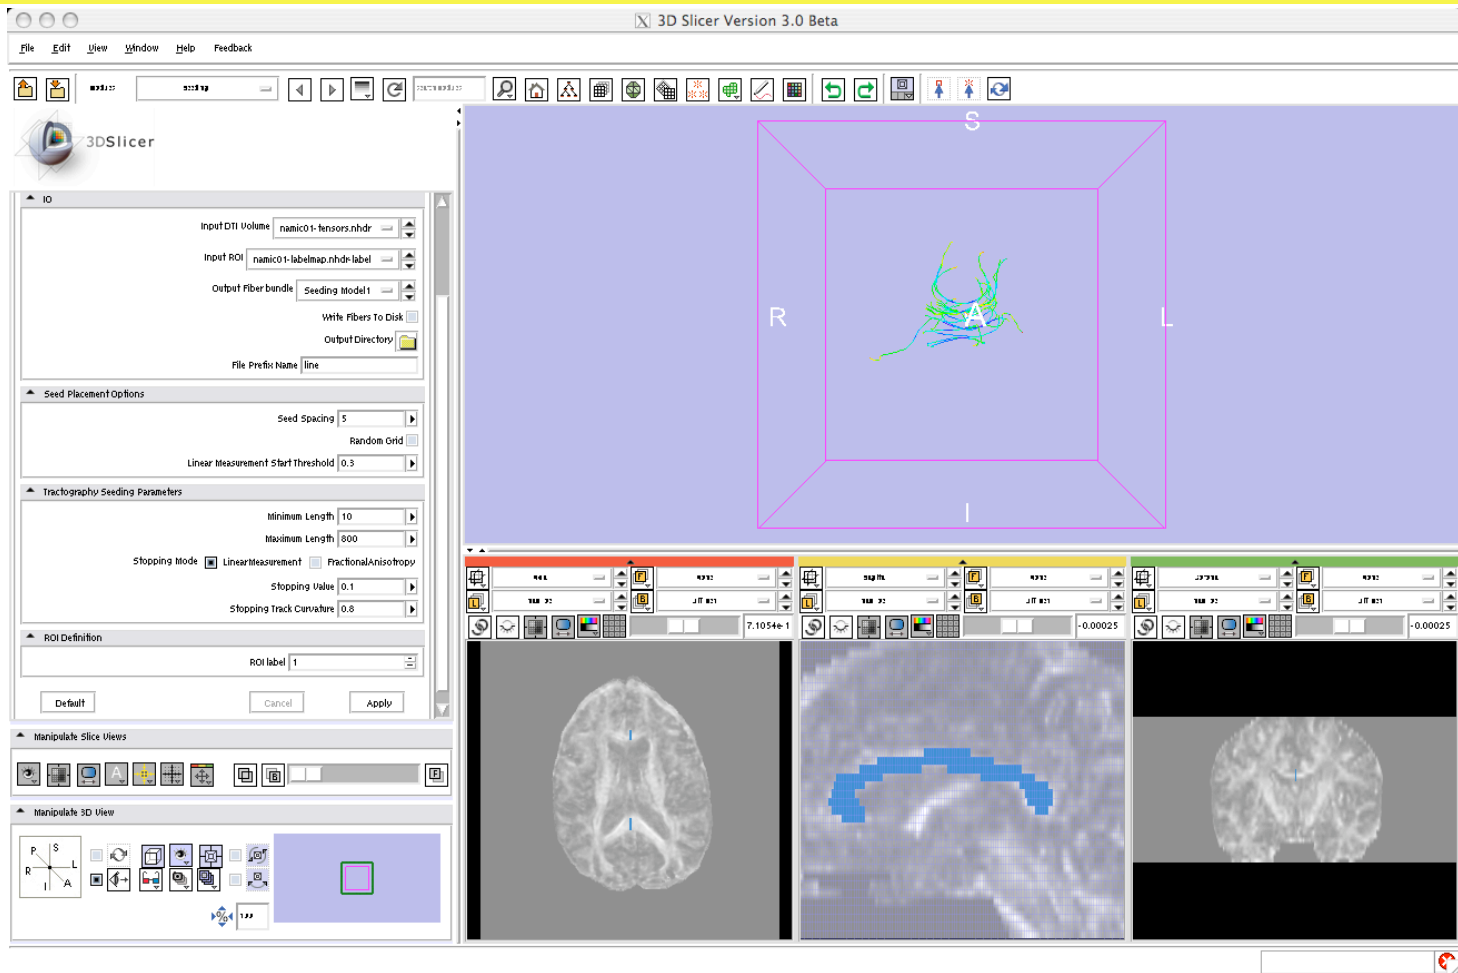 3D Slicer Version 3.0 Beta
File Edit View Window Help Feedback
3DSlicer
IO
Input DTI Volume namic01-tensors.nhdr
Input ROI namic01-labelmap.nhdr-label
Output Fiber bundle Seeding Model1
Write Fibers To Disk
Output Directory
File Prefix Name line
Seed Placement Options
Seed Spacing 5
Random Grid
Linear Measurement Start Threshold 0.3
Tractography Seeding Parameters
Minimum Length 10
Maximum Length 800
Stopping Mode LinearMeasurement FractionalAnisotropy
Stopping Value 0.1
Stopping Track Curvature 0.8
ROI Definition
ROI label 1
Default Cancel Apply
Manipulate Slice Views
A
Manipulate 3D View
P S
R L
I A
S
R A L
I
F F F
L B L B L B
7.1054e-1 -0.00025 -0.00025